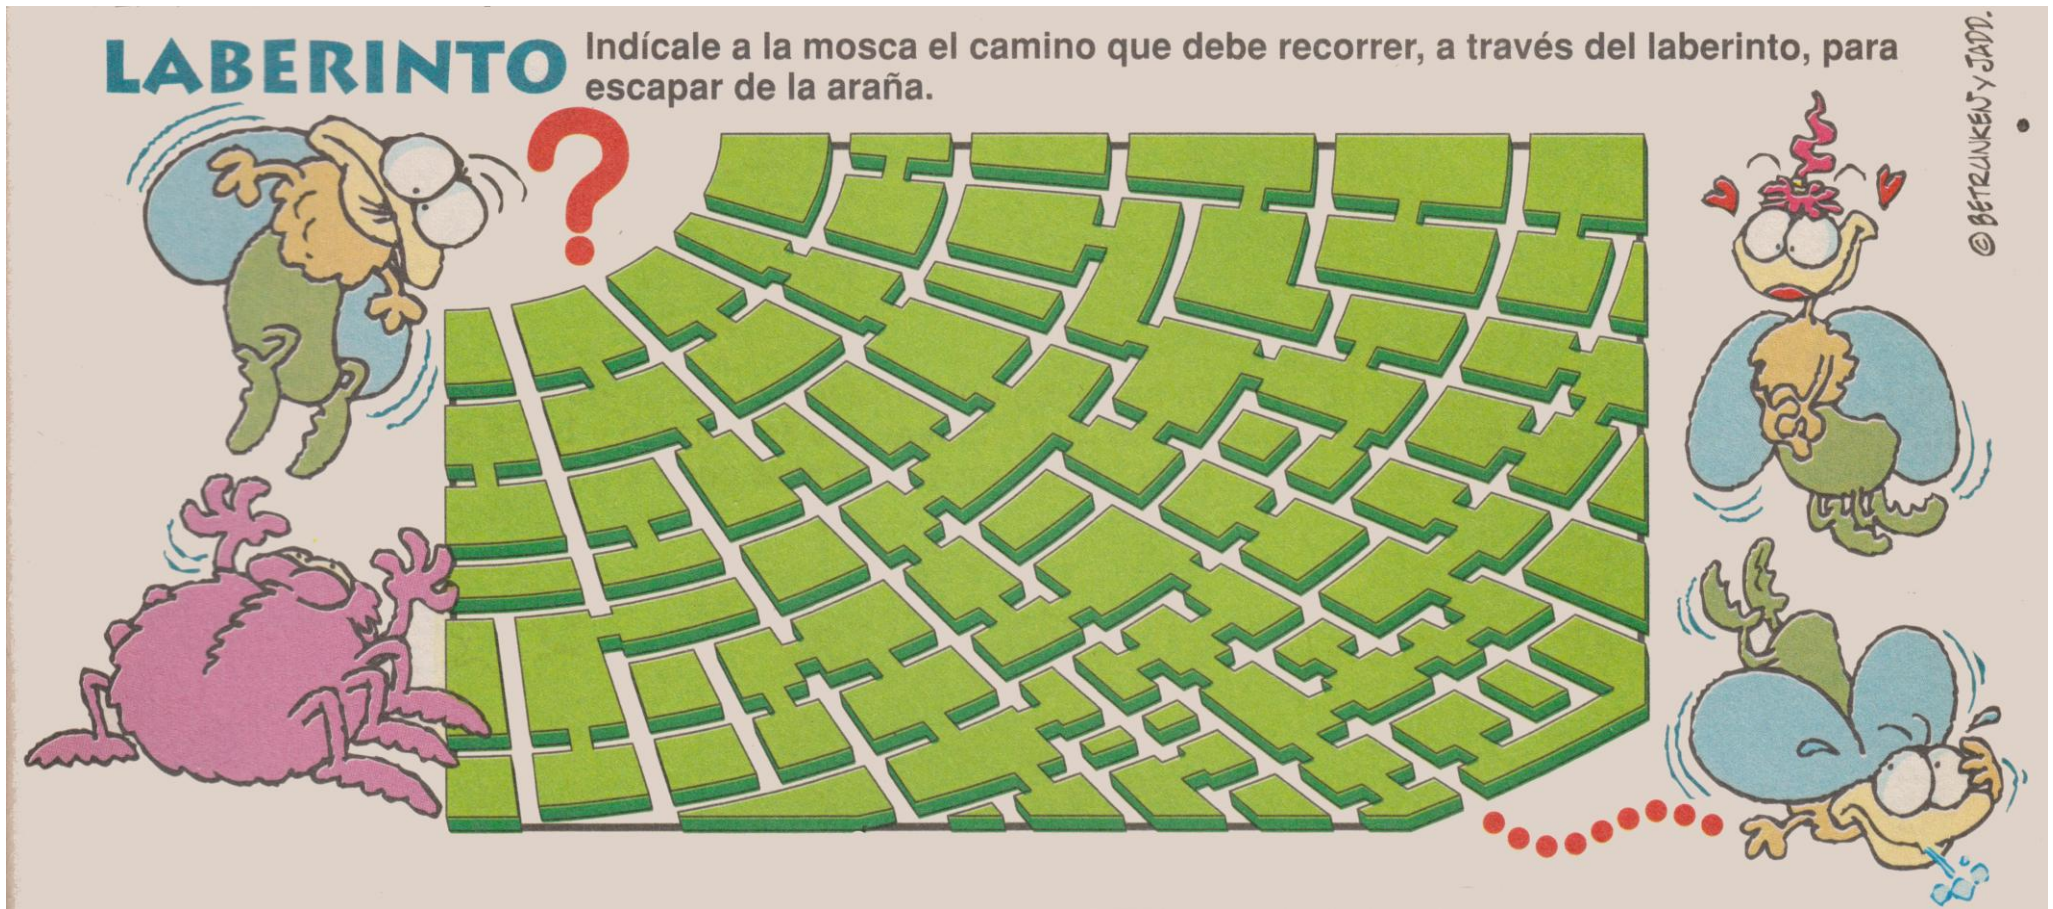 LABERINTO
Indícale a la mosca el camino que debe recorrer, a través del laberinto, para
escapar de la araña.
?
© BETRUNKEN y JADD.